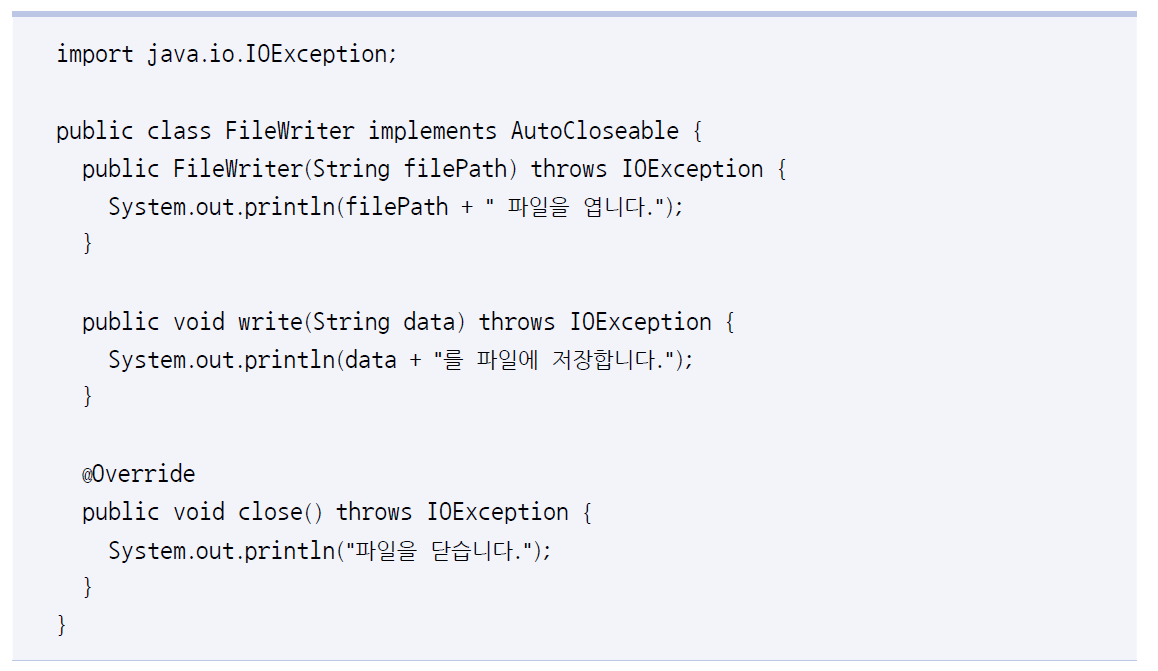 import java.io.IOException;
public class FileWriter implements AutoCloseable {
public FileWriter(String filePath) throws IOException {
System.out.println(filePath + " 파일을 엽니다.");
}
public void write(String data) throws IOException {
System.out.println(data + "를 파일에 저장합니다.");
}
@Override
public void close() throws IOException {
System.out.println("파일을 닫습니다.");
}
}